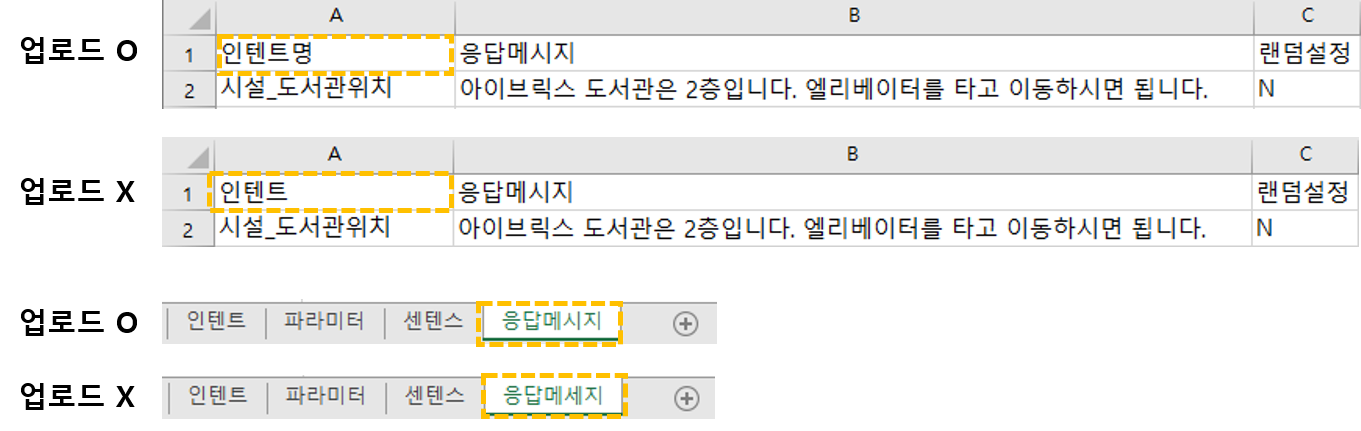 A B C
업로드 O 1 인텐트명 응답메시지 랜덤설정
2 시설_도서관위치 아이브릭스 도서관은 2층입니다. 엘리베이터를 타고 이동하시면 됩니다. N
A B C
업로드 X 1 인텐트 응답메시지 랜덤설정
2 시설_도서관위치 아이브릭스 도서관은 2층입니다. 엘리베이터를 타고 이동하시면 됩니다. N
업로드 O 인텐트 파라미터 센텐스 응답메시지
업로드 X 인텐트 파라미터 센텐스 응답메세지